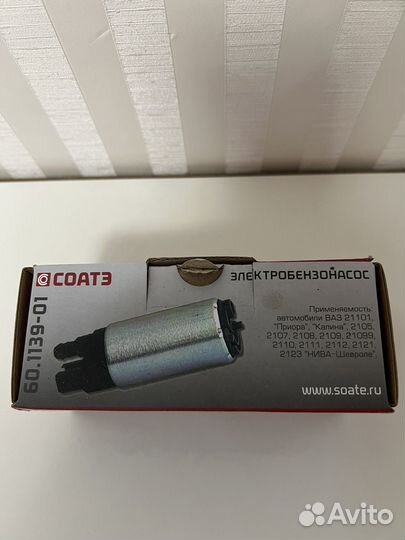 СОАТЭ
60.1139-01
ЭЛЕКТРОБЕНЗОНАСОС
Применяемость:
автомобили ВАЗ 21101,
"Приора", "Калина", 2105,
2107, 2108, 2109, 21099,
2110, 2111, 2112, 2121,
2123 "НИВА-Шевроле".
www.soate.ru
Avito